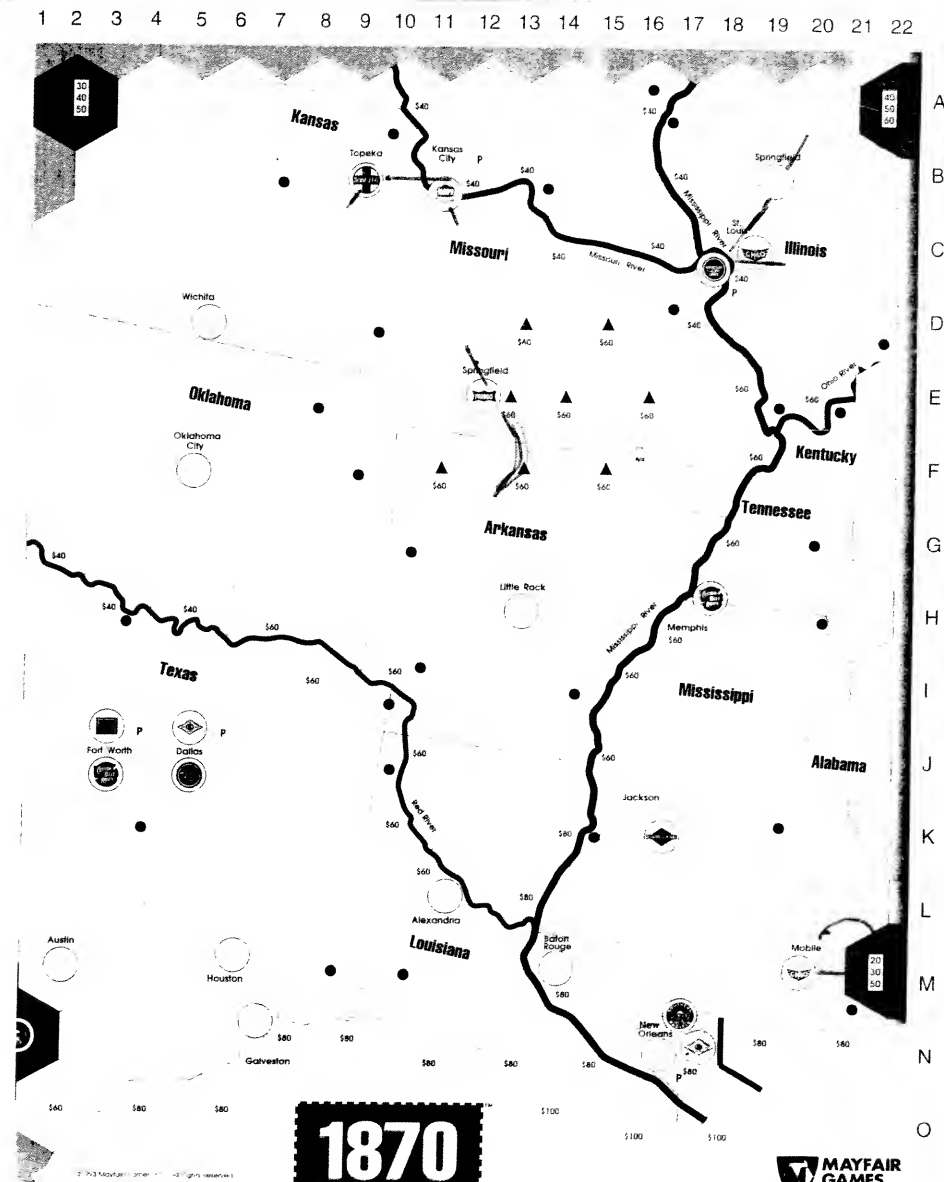 1 2 3 4 5 6 7 8 9 10 11 12 13 14 15 16 17 18 19 20 21 22
30
40
50
40
50
60
A
$40
$40
Kansas
Topeka
Kansas
City
P
$40
$40
$40
Springfield
B
Mississippi River
St.
Louis
Illinois
C
Missouri
$40
Missouri River
$40
$40
P
Wichita
D
$40
$60
$40
Springfield
Ohio River
E
Oklahoma
$60
$60
$60
$60
$60
Oklahoma
City
$60
Kentucky
F
$60
$60
$60
Tennessee
Arkansas
G
$40
$60
Little Rock
$40
$40
$60
Mississippi River
Memphis
$60
H
Texas
$60
$60
$60
Mississippi
I
P
P
Fort Worth
Dallas
$60
$60
Alabama
J
Jackson
$60
Red River
$80
K
$60
$80
Alexandria
L
Louisiana
Austin
Houston
Baton
Rouge
Mobile
20
30
50
M
$80
New
Orleans
$80
$80
$80
$80
$80
N
Galveston
$80
$80
$80
P
$60
$80
$80
$100
$100
$100
O
1870
MAYFAIR
GAMES